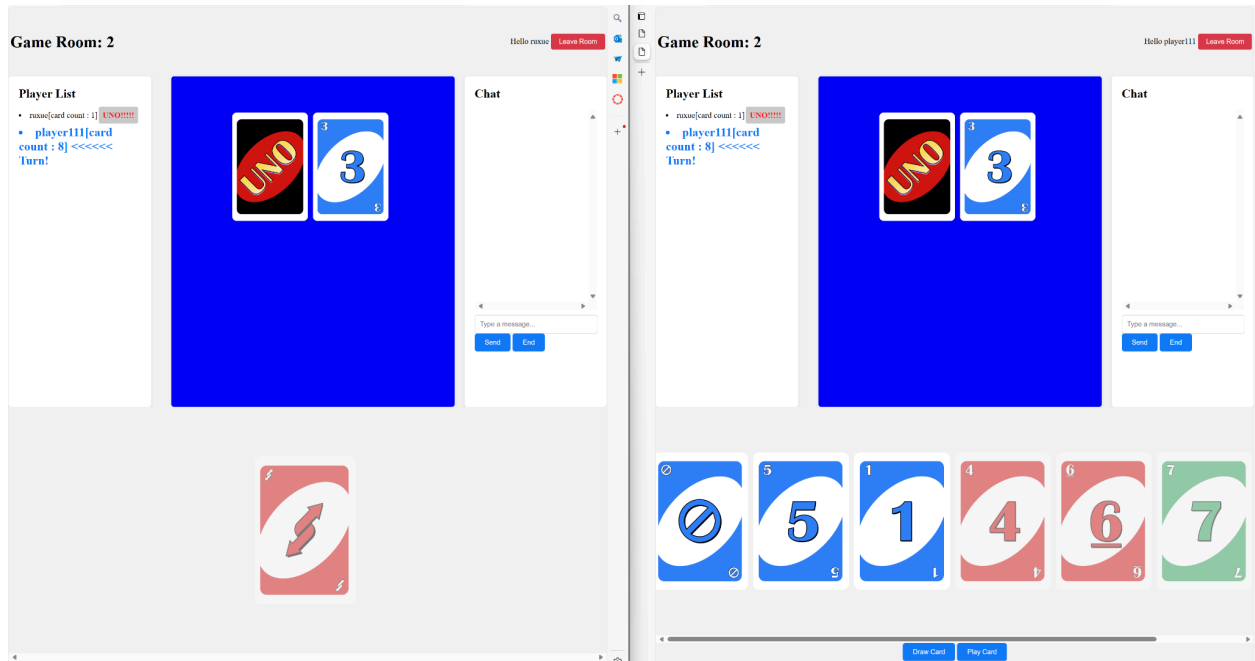 Game Room: 2
Hello ruxue
Leave Room
Player List
ruxue[card count : 1] UNO!!!!!
player111[card
count : 8] <<<<<<
Turn!
UNO
3
3
3
Chat
Type a message...
Send
End
Game Room: 2
Hello player111
Leave Room
Player List
ruxue[card count : 1] UNO!!!!!
player111[card
count : 8] <<<<<<
Turn!
UNO
3
3
3
Chat
Type a message...
Send
End
5
5
5
1
1
1
4
4
4
6
6
6
7
7
7
Draw Card
Play Card